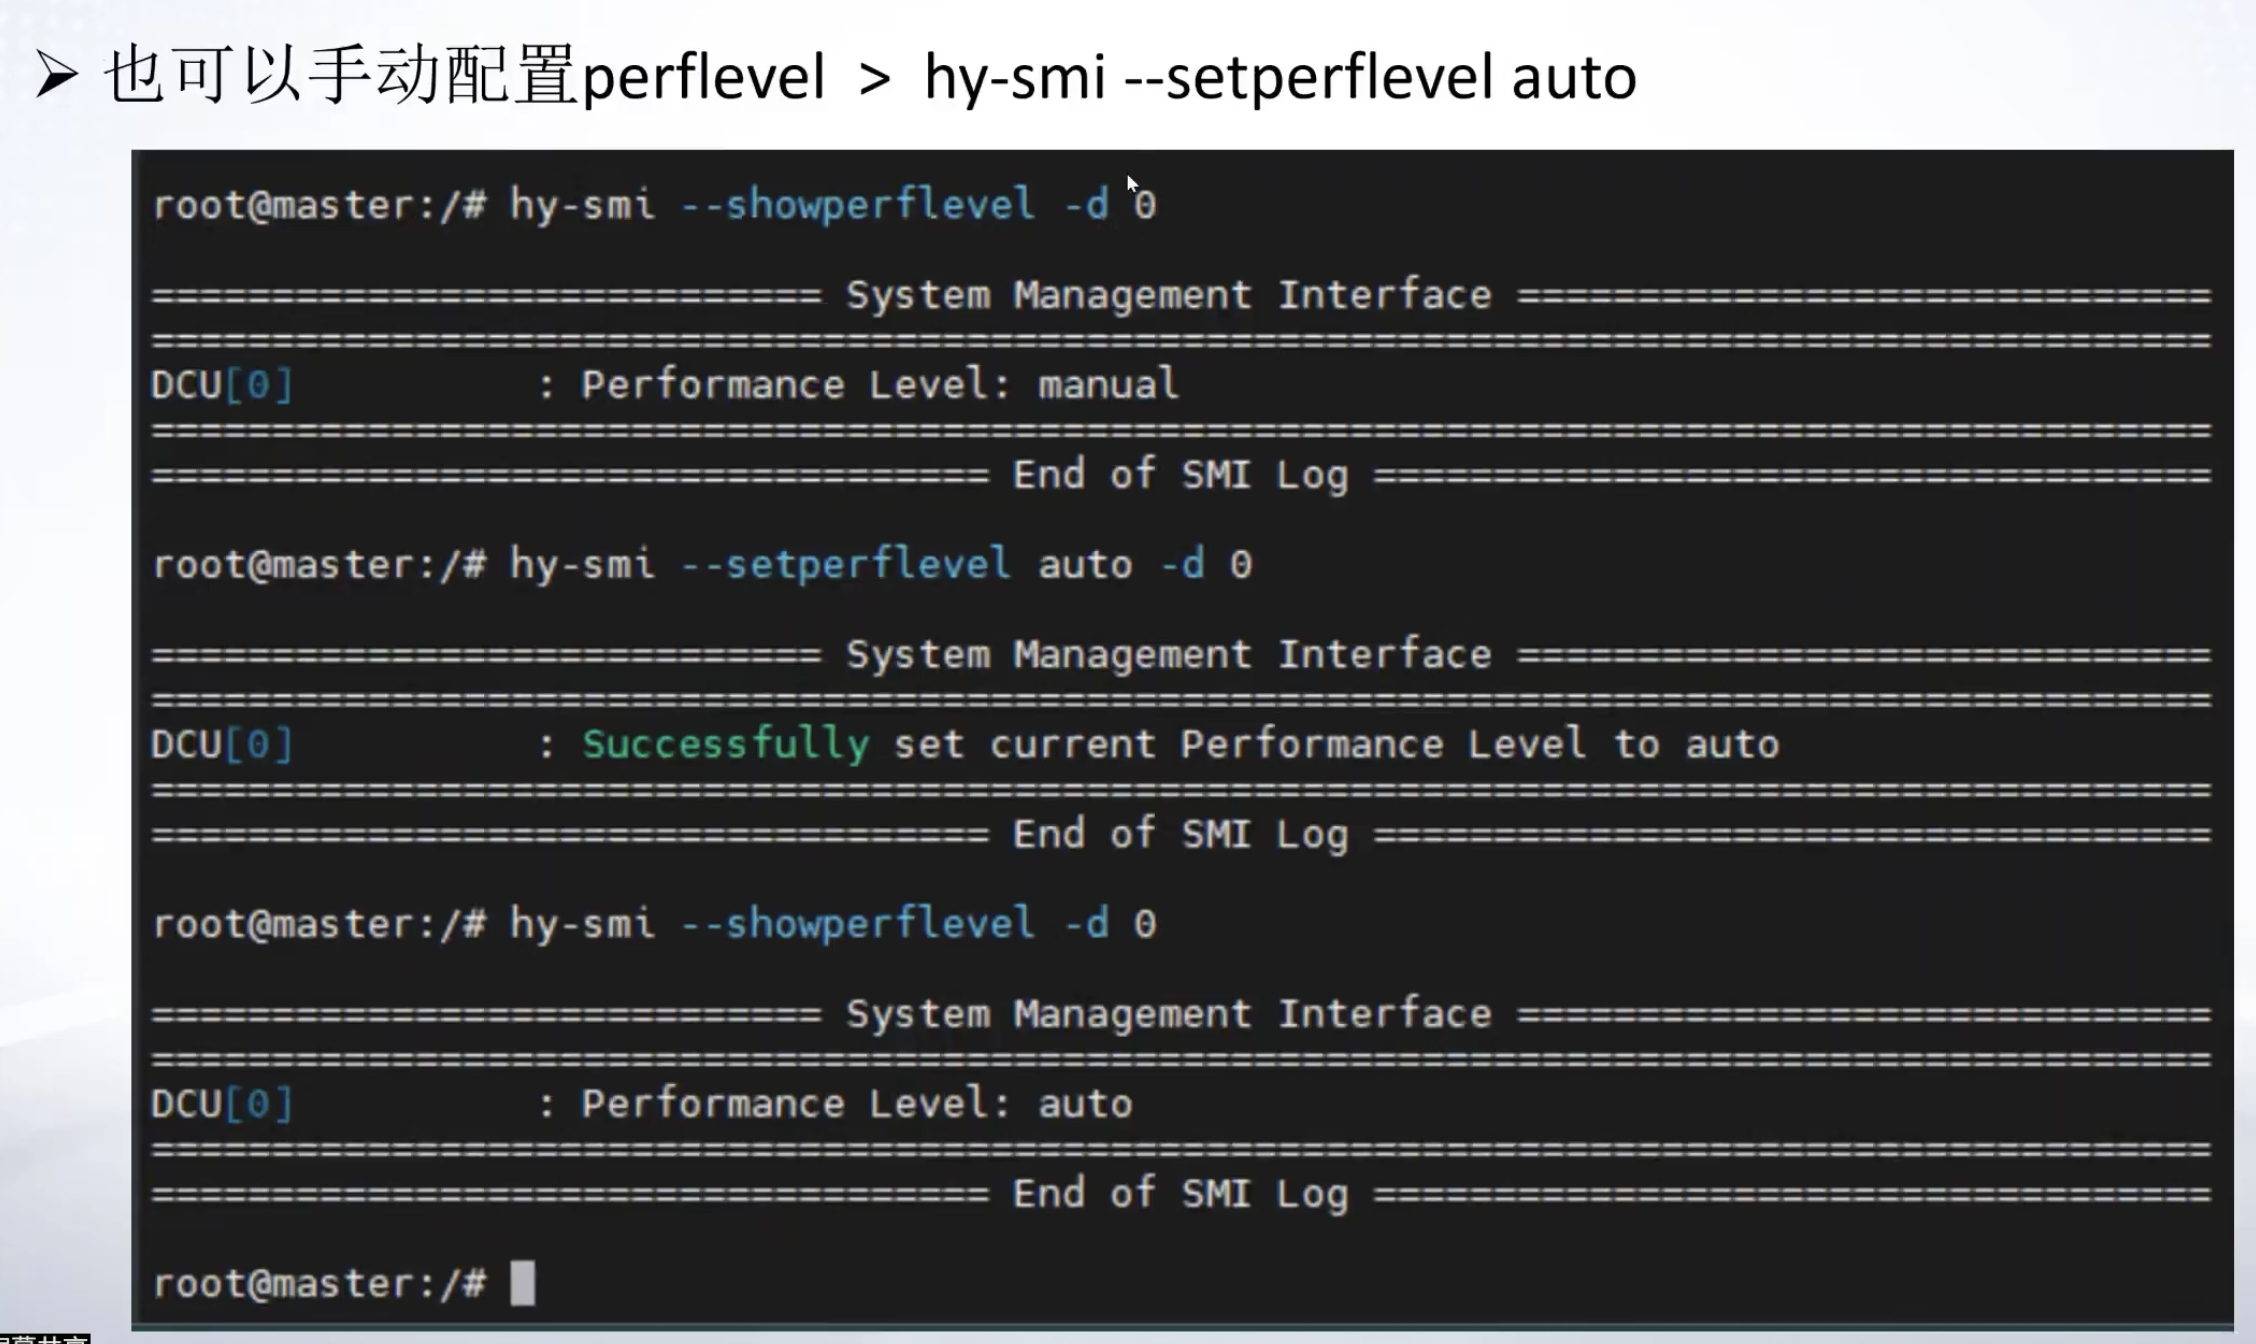 ➢ 也可以手动配置perflevel > hy-smi --setperflevel auto
root@master:/# hy-smi --showperflevel -d 0
============================ System Management Interface =============================
========================================================================================
DCU[0] : Performance Level: manual
========================================================================================
=================================== End of SMI Log ===================================
root@master:/# hy-smi --setperflevel auto -d 0
============================ System Management Interface =============================
========================================================================================
DCU[0] : Successfully set current Performance Level to auto
========================================================================================
=================================== End of SMI Log ===================================
root@master:/# hy-smi --showperflevel -d 0
============================ System Management Interface =============================
========================================================================================
DCU[0] : Performance Level: auto
========================================================================================
=================================== End of SMI Log ===================================
root@master:/#